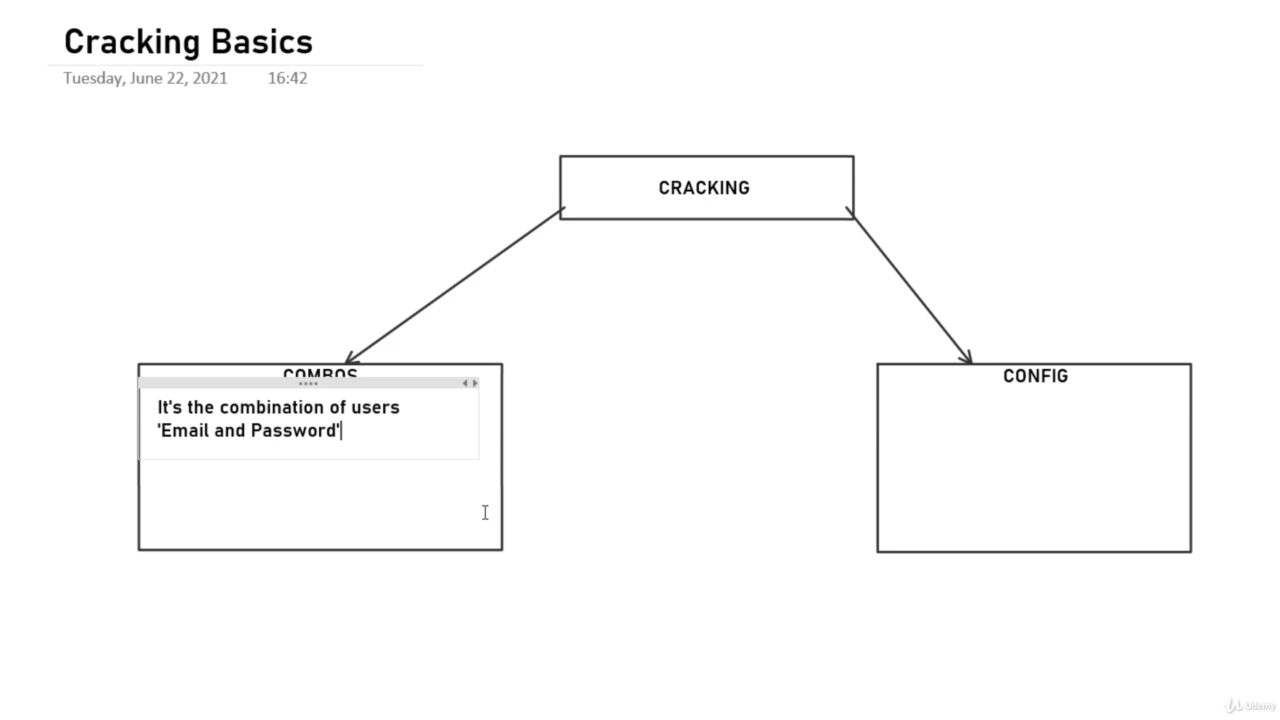 Cracking Basics
Tuesday, June 22, 2021 16:42
CRACKING
COMBOS
It's the combination of users
'Email and Password'
CONFIG
Udemy